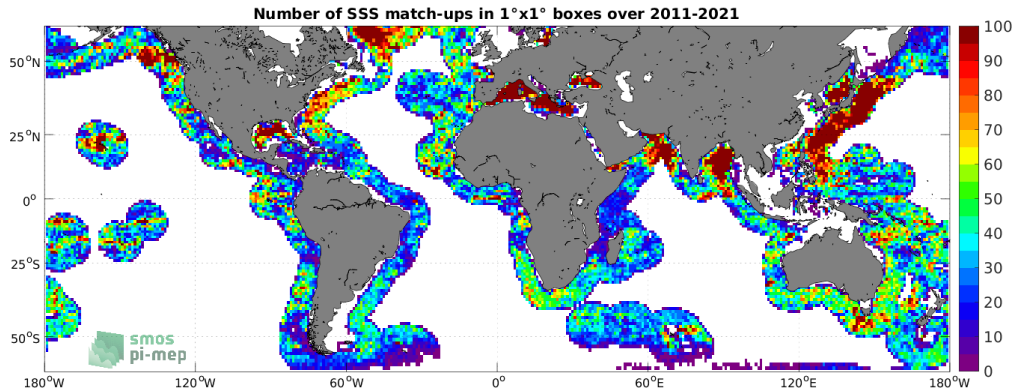 Number of SSS match-ups in 1°x1° boxes over 2011-2021
100
90
80
70
60
50
40
30
20
10
0
50°N
25°N
0°
25°S
50°S
smos
pi-mep
180°W
120°W
60°W
0°
60°E
120°E
180°W